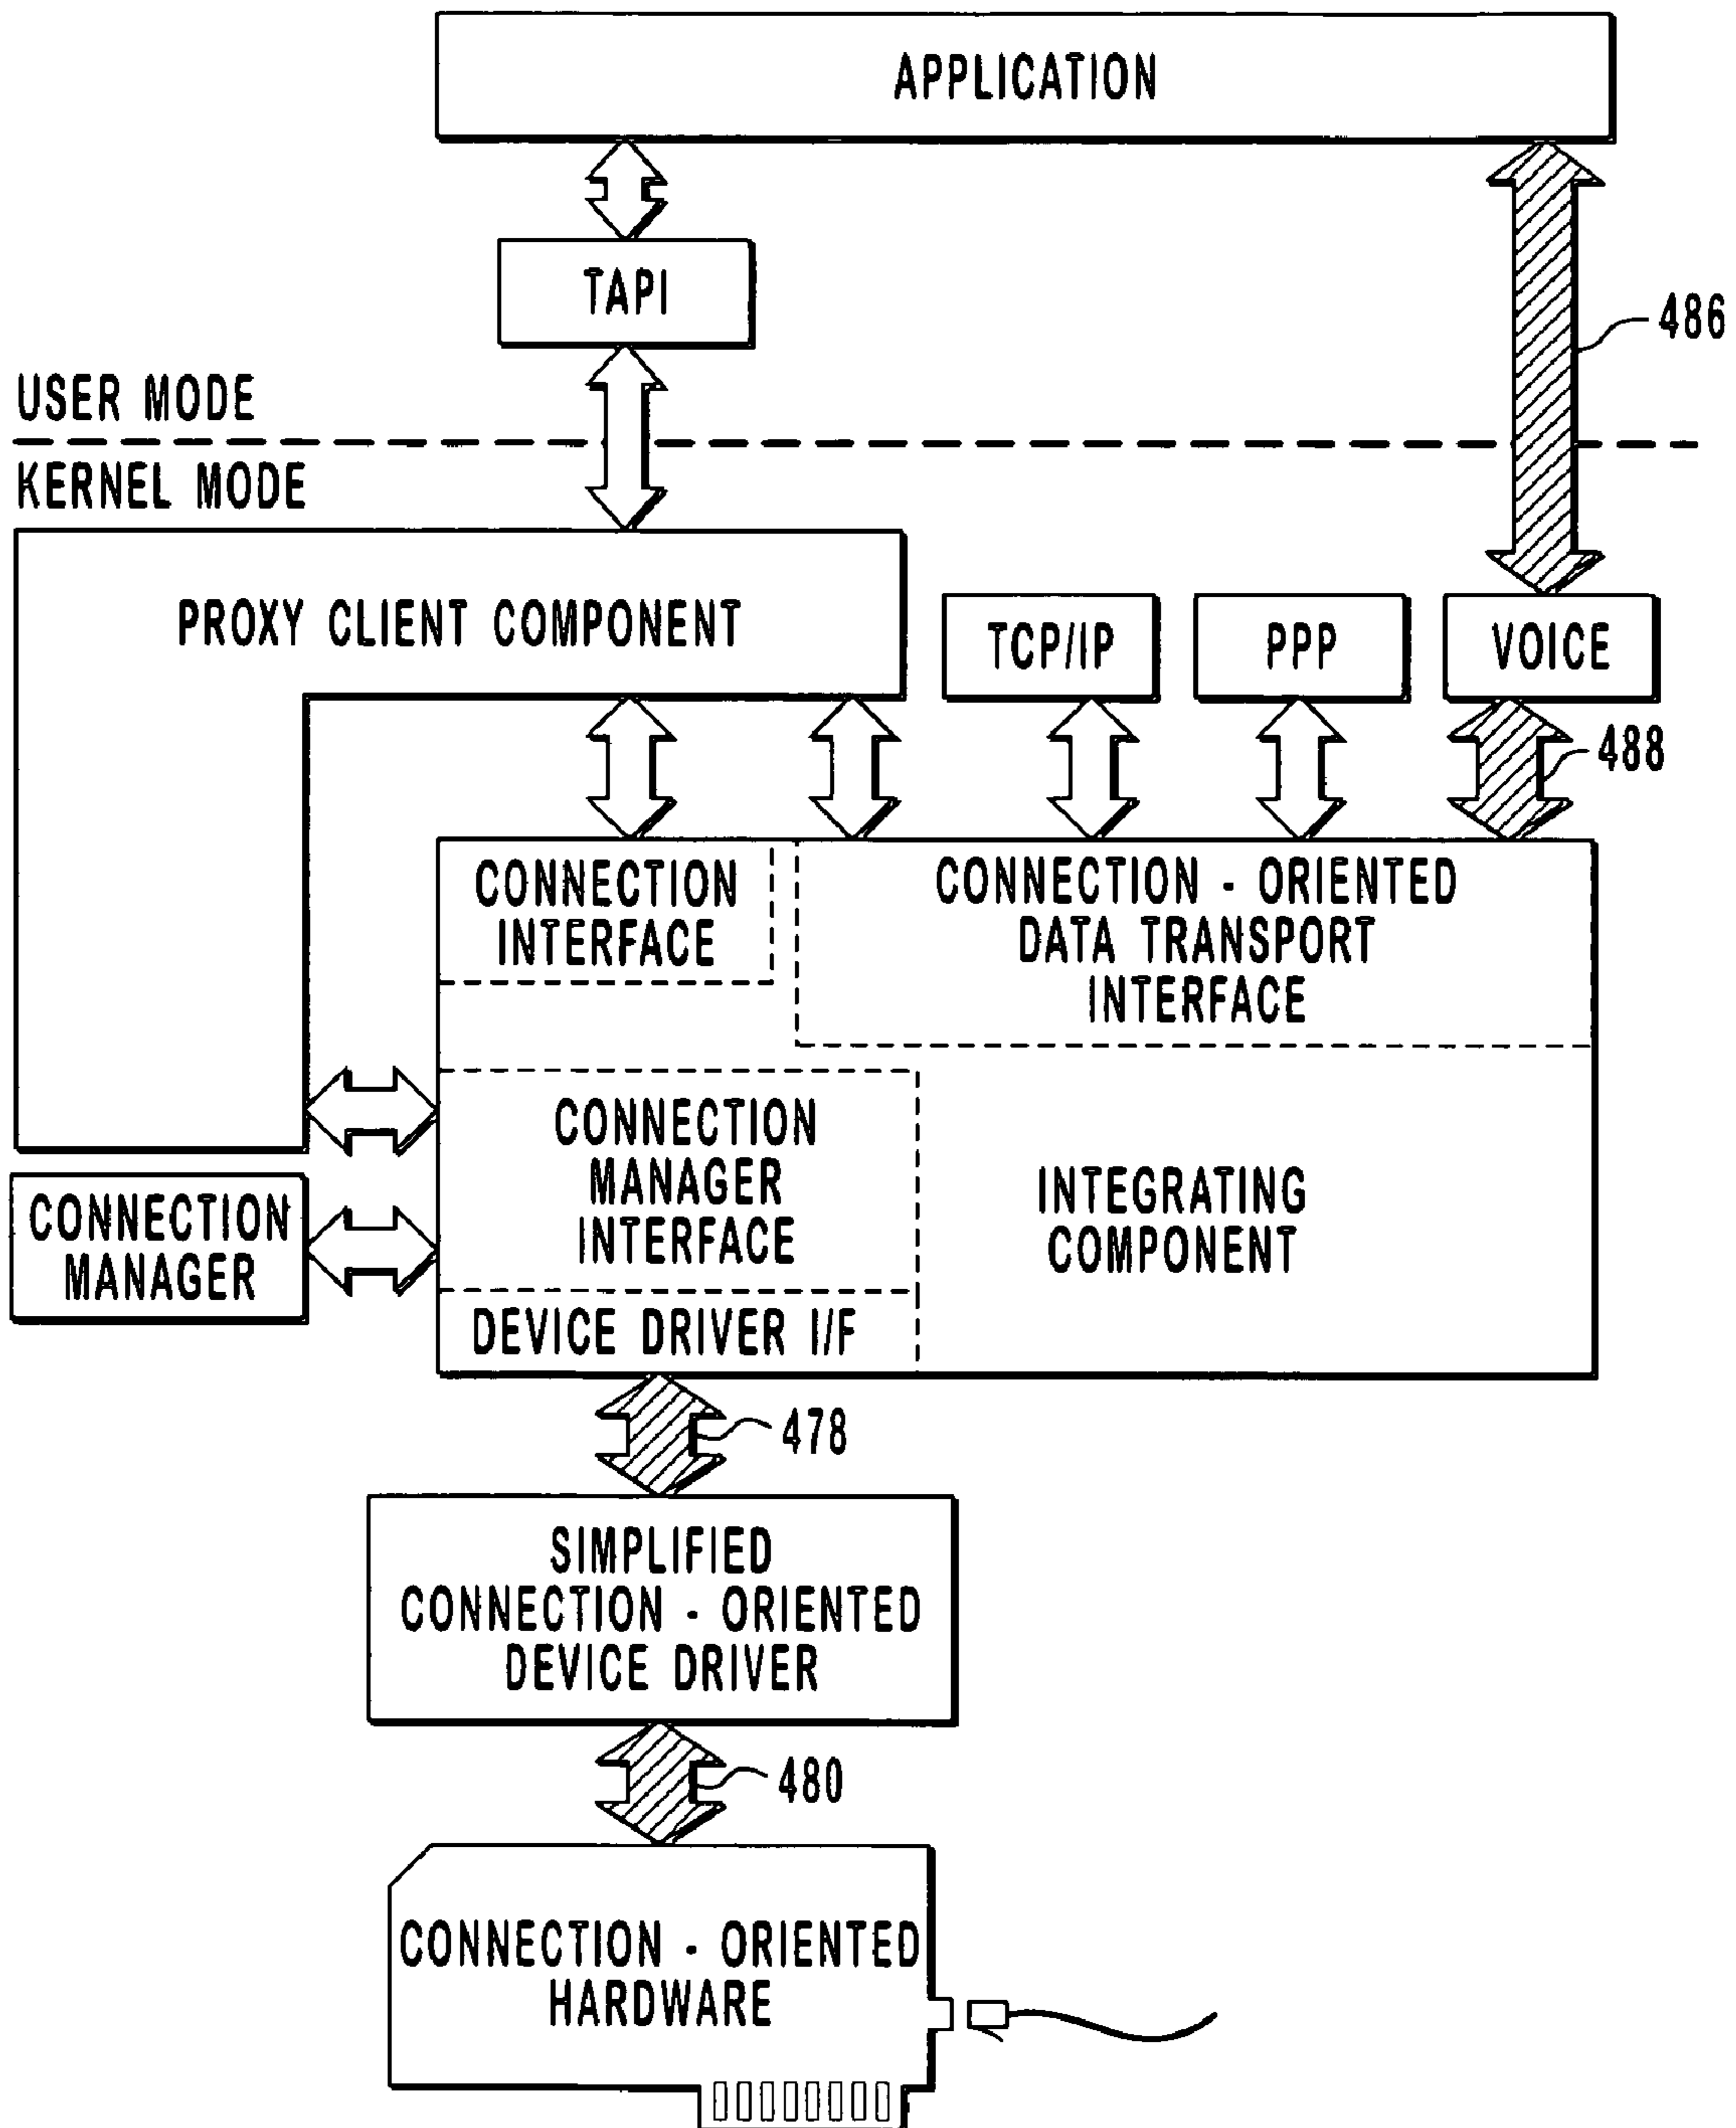 APPLICATION
TAPI
486
USER MODE
KERNEL MODE
PROXY CLIENT COMPONENT
TCP/IP
PPP
VOICE
488
CONNECTION
INTERFACE
CONNECTION - ORIENTED
DATA TRANSPORT
INTERFACE
CONNECTION
MANAGER
INTERFACE
INTEGRATING
COMPONENT
CONNECTION
MANAGER
DEVICE DRIVER I/F
478
SIMPLIFIED
CONNECTION - ORIENTED
DEVICE DRIVER
480
CONNECTION - ORIENTED
HARDWARE